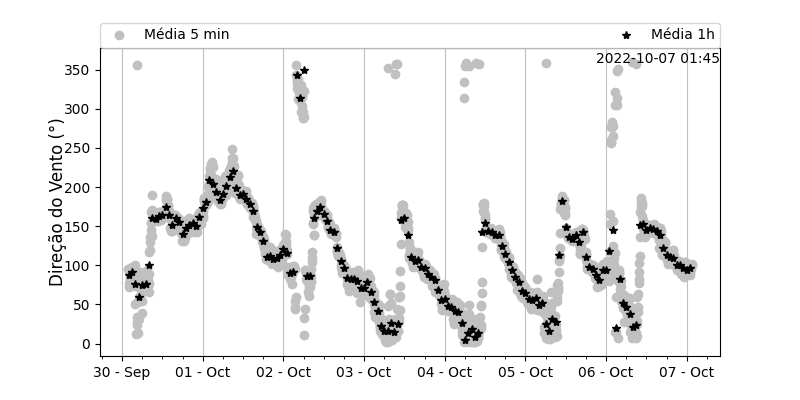 Média 5 min
Média 1h
2022-10-07 01:45
Direção do Vento (°)
350
300
250
200
150
100
50
0
30 - Sep
01 - Oct
02 - Oct
03 - Oct
04 - Oct
05 - Oct
06 - Oct
07 - Oct